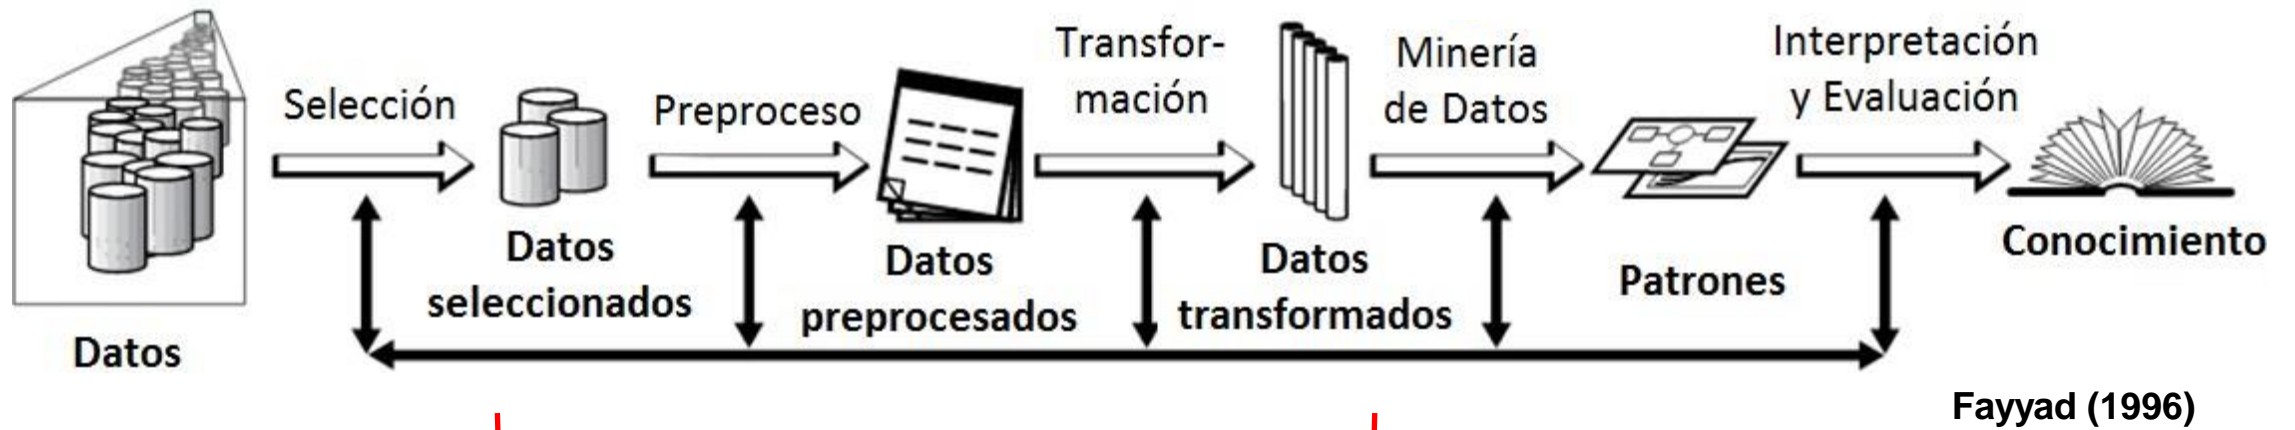 Selección
Preproceso
Transfor-
mación
Minería
de Datos
Interpretación
y Evaluación
Datos
Datos
seleccionados
Datos
preprocesados
Datos
transformados
Patrones
Conocimiento
Fayyad (1996)